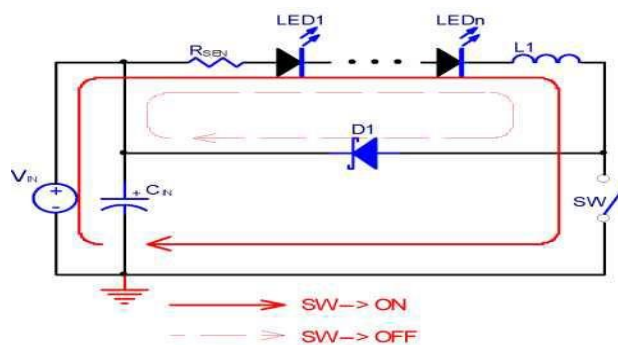 LED1
LEDn
RSEN
L1
D1
VIN
+
-
+ CIN
SW
SW-> ON
SW-> OFF